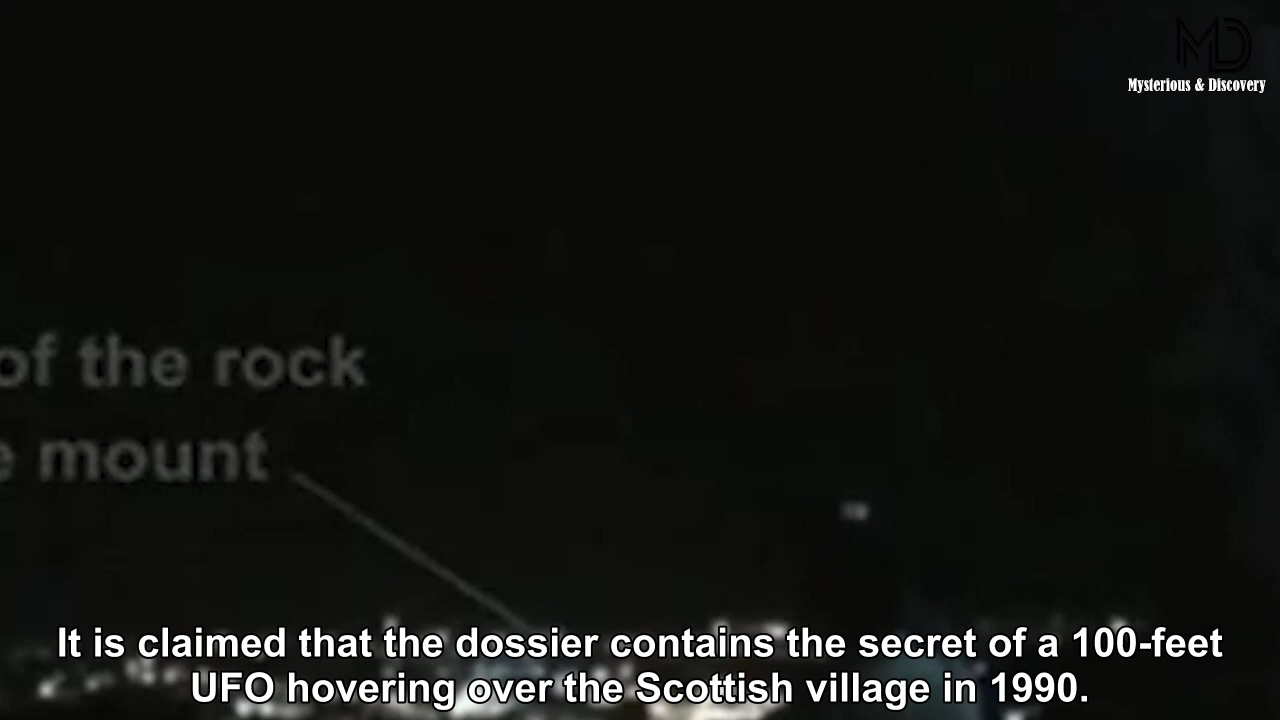 MD
Mysterious & Discovery
of the rock
mount
It is claimed that the dossier contains the secret of a 100-feet
UFO hovering over the Scottish village in 1990.